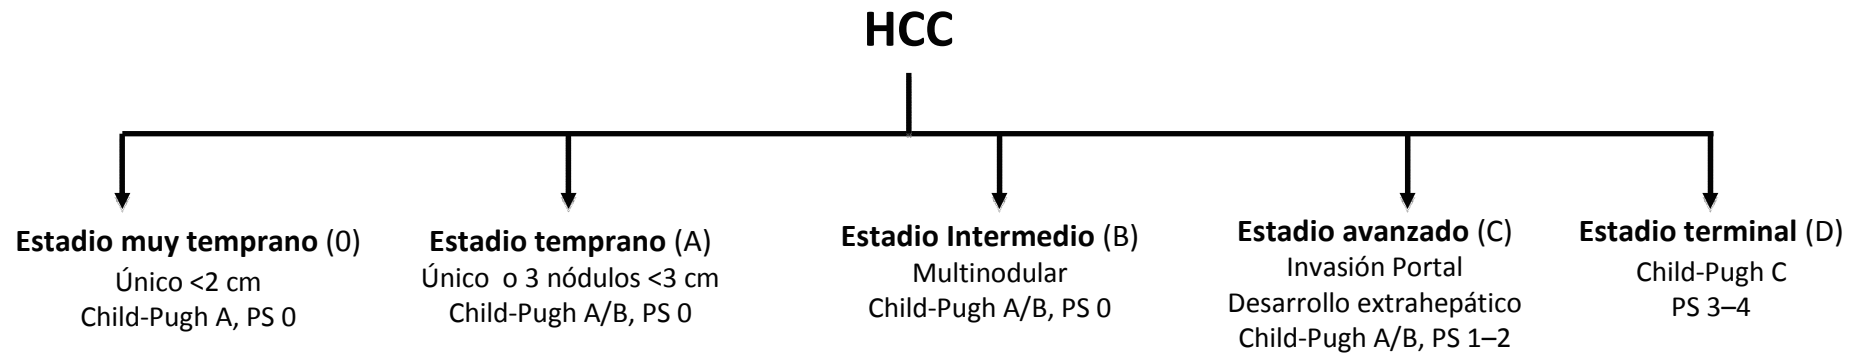 HCC
Estadio muy temprano (0)
Único <2 cm
Child-Pugh A, PS 0
Estadio temprano (A)
Único o 3 nódulos <3 cm
Child-Pugh A/B, PS 0
Estadio Intermedio (B)
Multinodular
Child-Pugh A/B, PS 0
Estadio avanzado (C)
Invasión Portal
Desarrollo extrahepático
Child-Pugh A/B, PS 1–2
Estadio terminal (D)
Child-Pugh C
PS 3–4